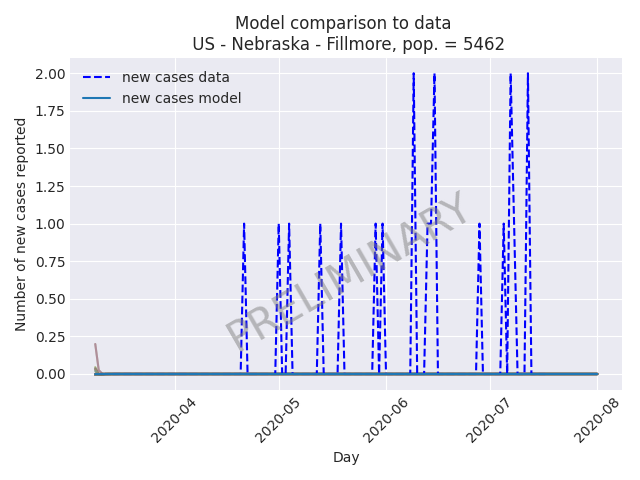 Model comparison to data
US - Nebraska - Fillmore, pop. = 5462
new cases data
new cases model
Number of new cases reported
2.00
1.75
1.50
1.25
1.00
0.75
0.50
0.25
0.00
PRELIMINARY
2020-04
2020-05
2020-06
2020-07
2020-08
Day